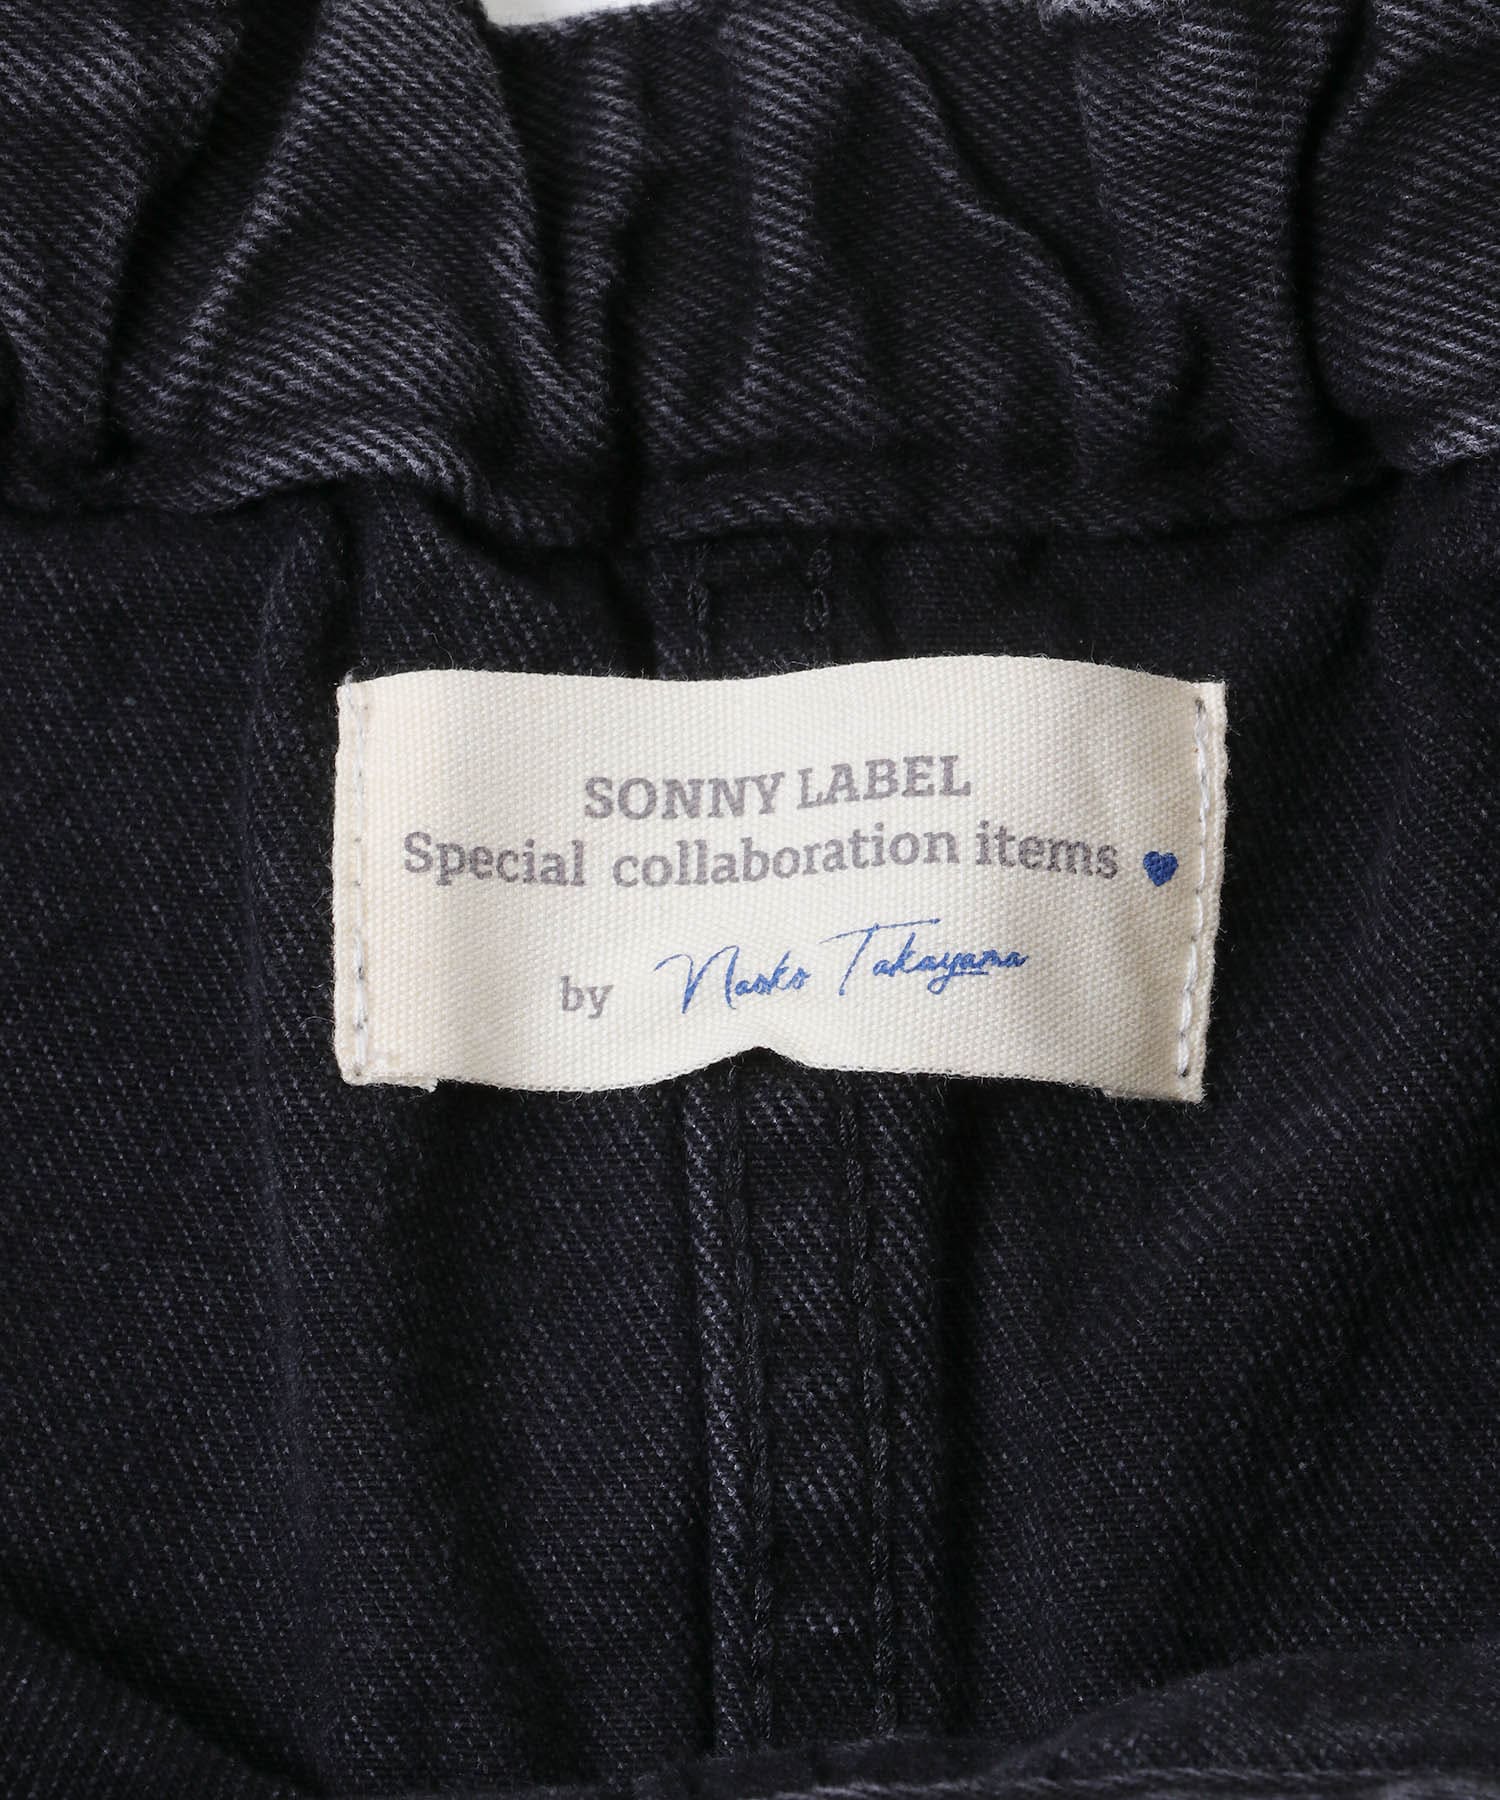 SONNY LABEL
Special collaboration items
by Naoko Takayama